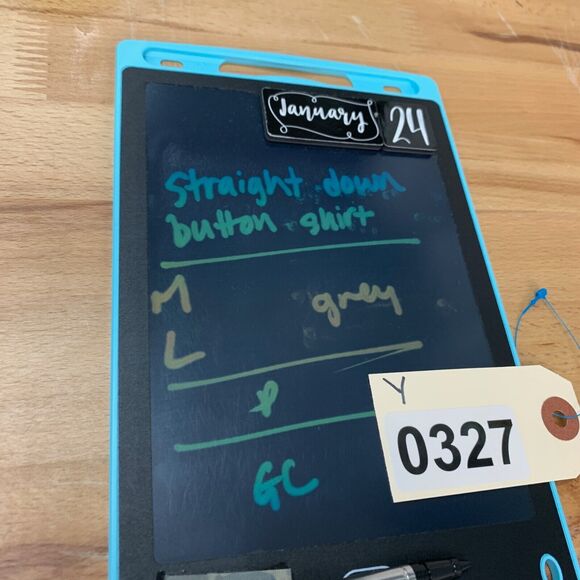 January 24
straight down
button shirt
M grey
L
P
Y
0327
GC